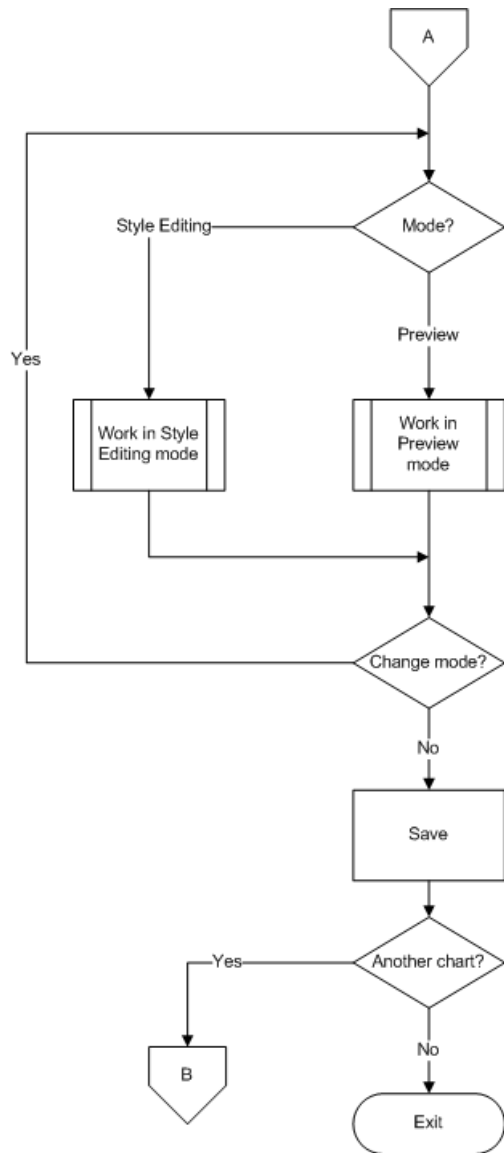 A
Mode?
Style Editing
Preview
Yes
Work in Style
Editing mode
Work in
Preview
mode
Change mode?
No
Save
Another chart?
Yes
No
B
Exit